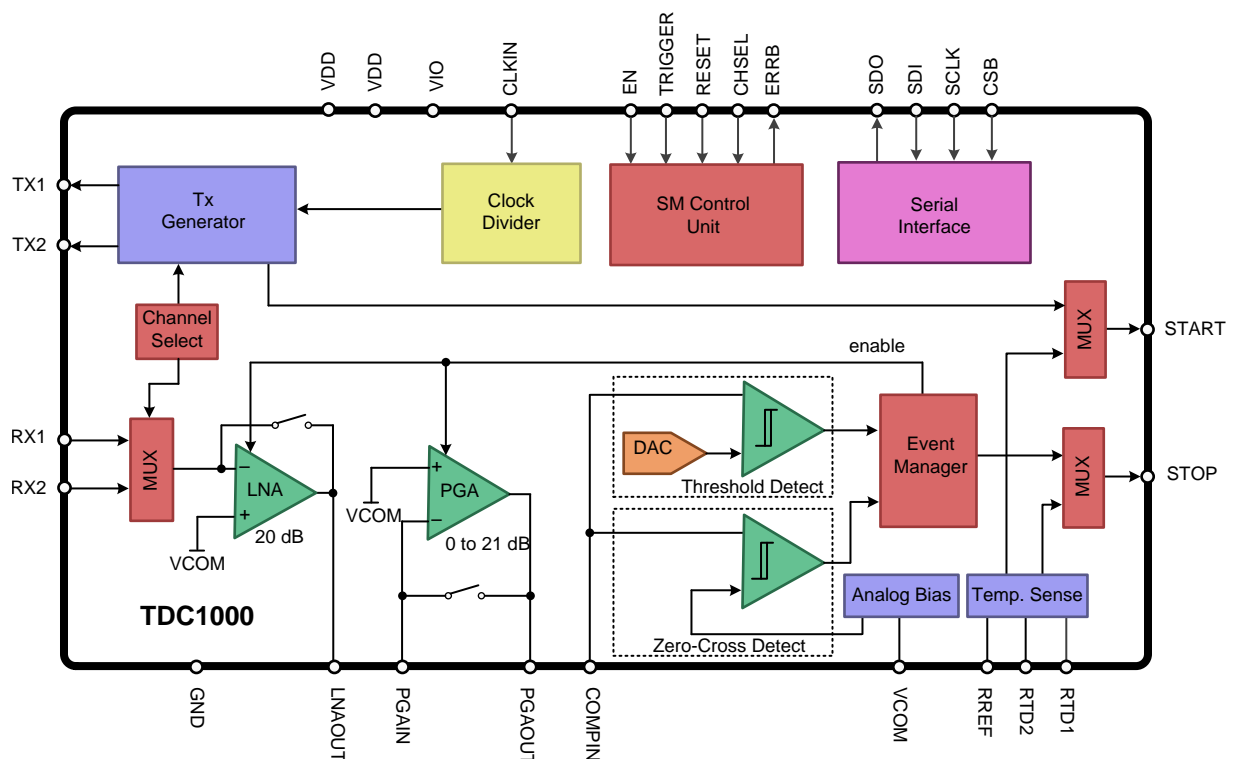 VDD
VDD
VIO
CLKIN
EN
TRIGGER
RESET
CHSEL
ERRB
SDO
SDI
SCLK
CSB
TX1
TX2
Tx
Generator
Clock
Divider
SM Control
Unit
Serial
Interface
Channel
Select
MUX
START
enable
RX1
RX2
MUX
LNA
20 dB
VCOM
VCOM
PGA
0 to 21 dB
DAC
Threshold Detect
Event
Manager
MUX
STOP
Zero-Cross Detect
Analog Bias
Temp. Sense
TDC1000
GND
LNAOUT
PGAIN
PGAOUT
COMPIN
VCOM
RREF
RTD2
RTD1